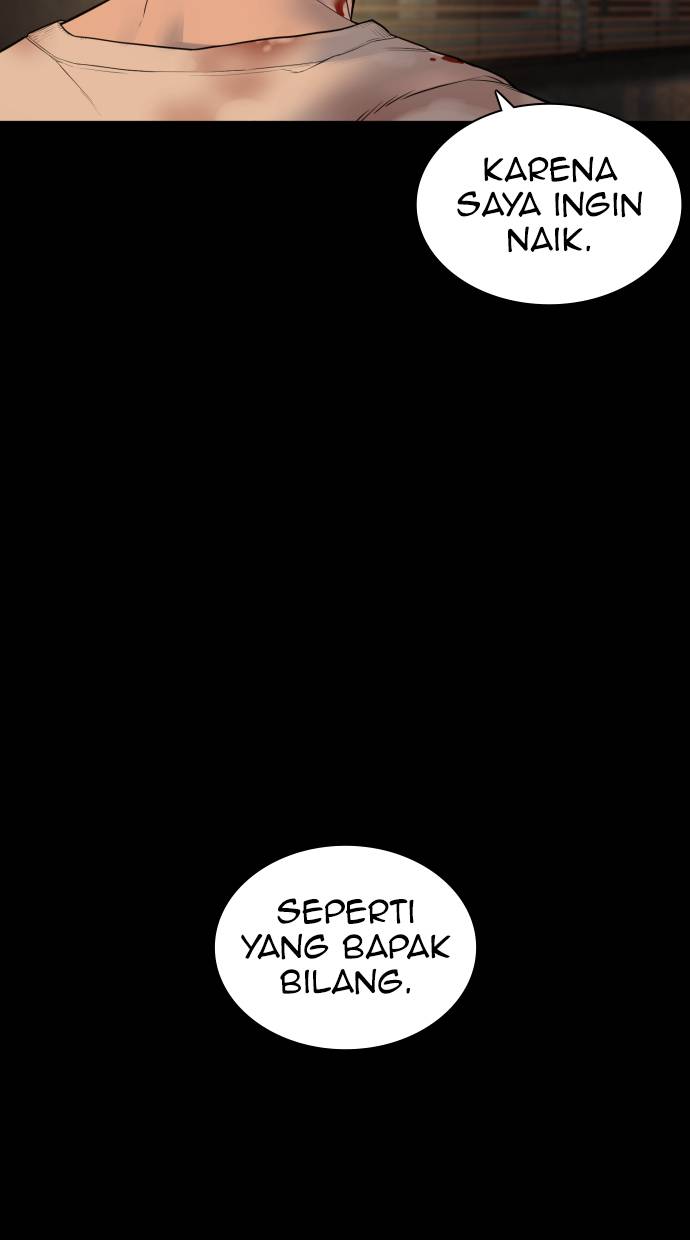 KARENA
SAYA INGIN
NAIK.
SEPERTI
YANG BAPAK
BILANG.